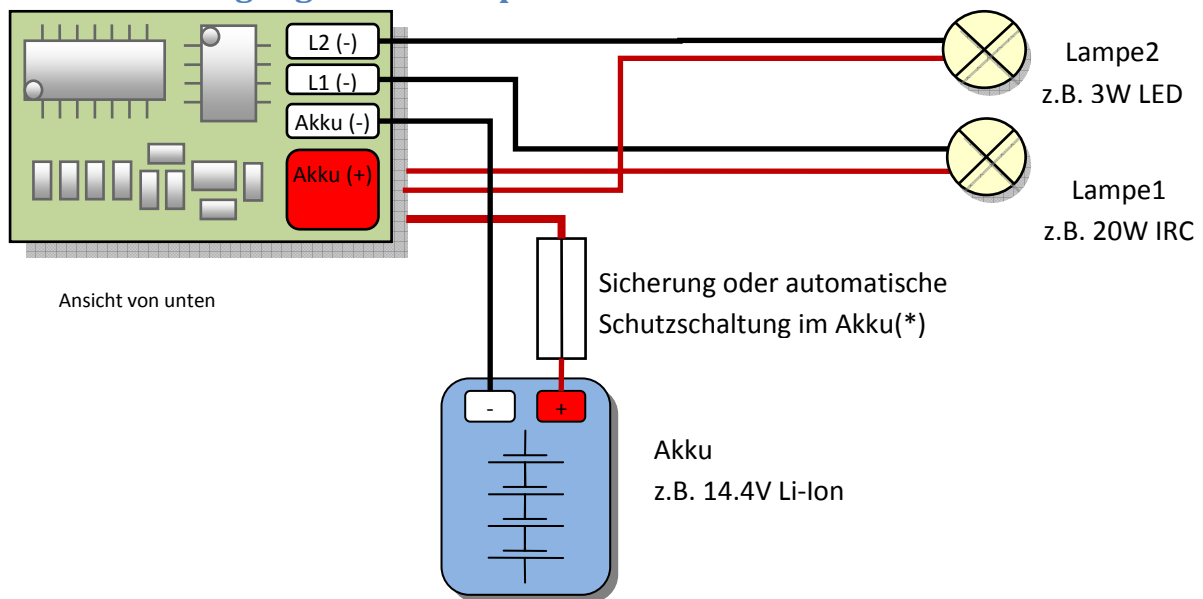 L2 (-)
L1 (-)
Akku (-)
Akku (+)
Lampe2
z.B. 3W LED
Lampe1
z.B. 20W IRC
Ansicht von unten
Sicherung oder automatische
Schutzschaltung im Akku(*)
- +
Akku
z.B. 14.4V Li-Ion